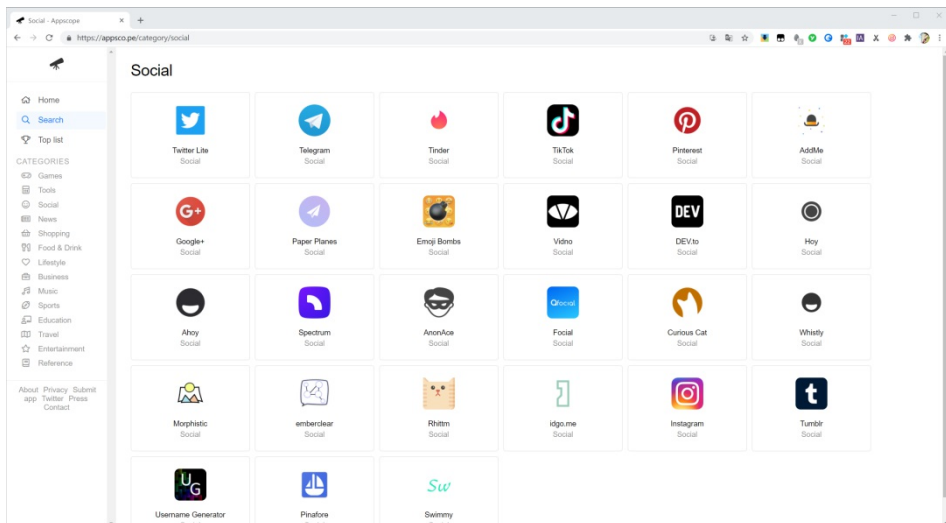 Social - Appscope
https://appsco.pe/category/social
Social
Home
Search
Top list
CATEGORIES
Games
Tools
Social
News
Shopping
Food & Drink
Lifestyle
Business
Music
Sports
Education
Travel
Entertainment
Reference
About Privacy Submit
app Twitter Press
Contact
Twitter Lite
Social
Telegram
Social
Tinder
Social
TikTok
Social
Pinterest
Social
AddMe
Social
G+
Google+
Social
Paper Planes
Social
Emoji Bombs
Social
Vidno
Social
DEV
DEV.to
Social
Hoy
Social
Ahoy
Social
Spectrum
Social
AnonAce
Social
Focial
Social
Curious Cat
Social
Whistly
Social
Morphistic
Social
emberclear
Social
Rhittm
Social
idgo.me
Social
Instagram
Social
t
Tumblr
Social
UG
Username Generator
Pinafore
Sw
Swimmy